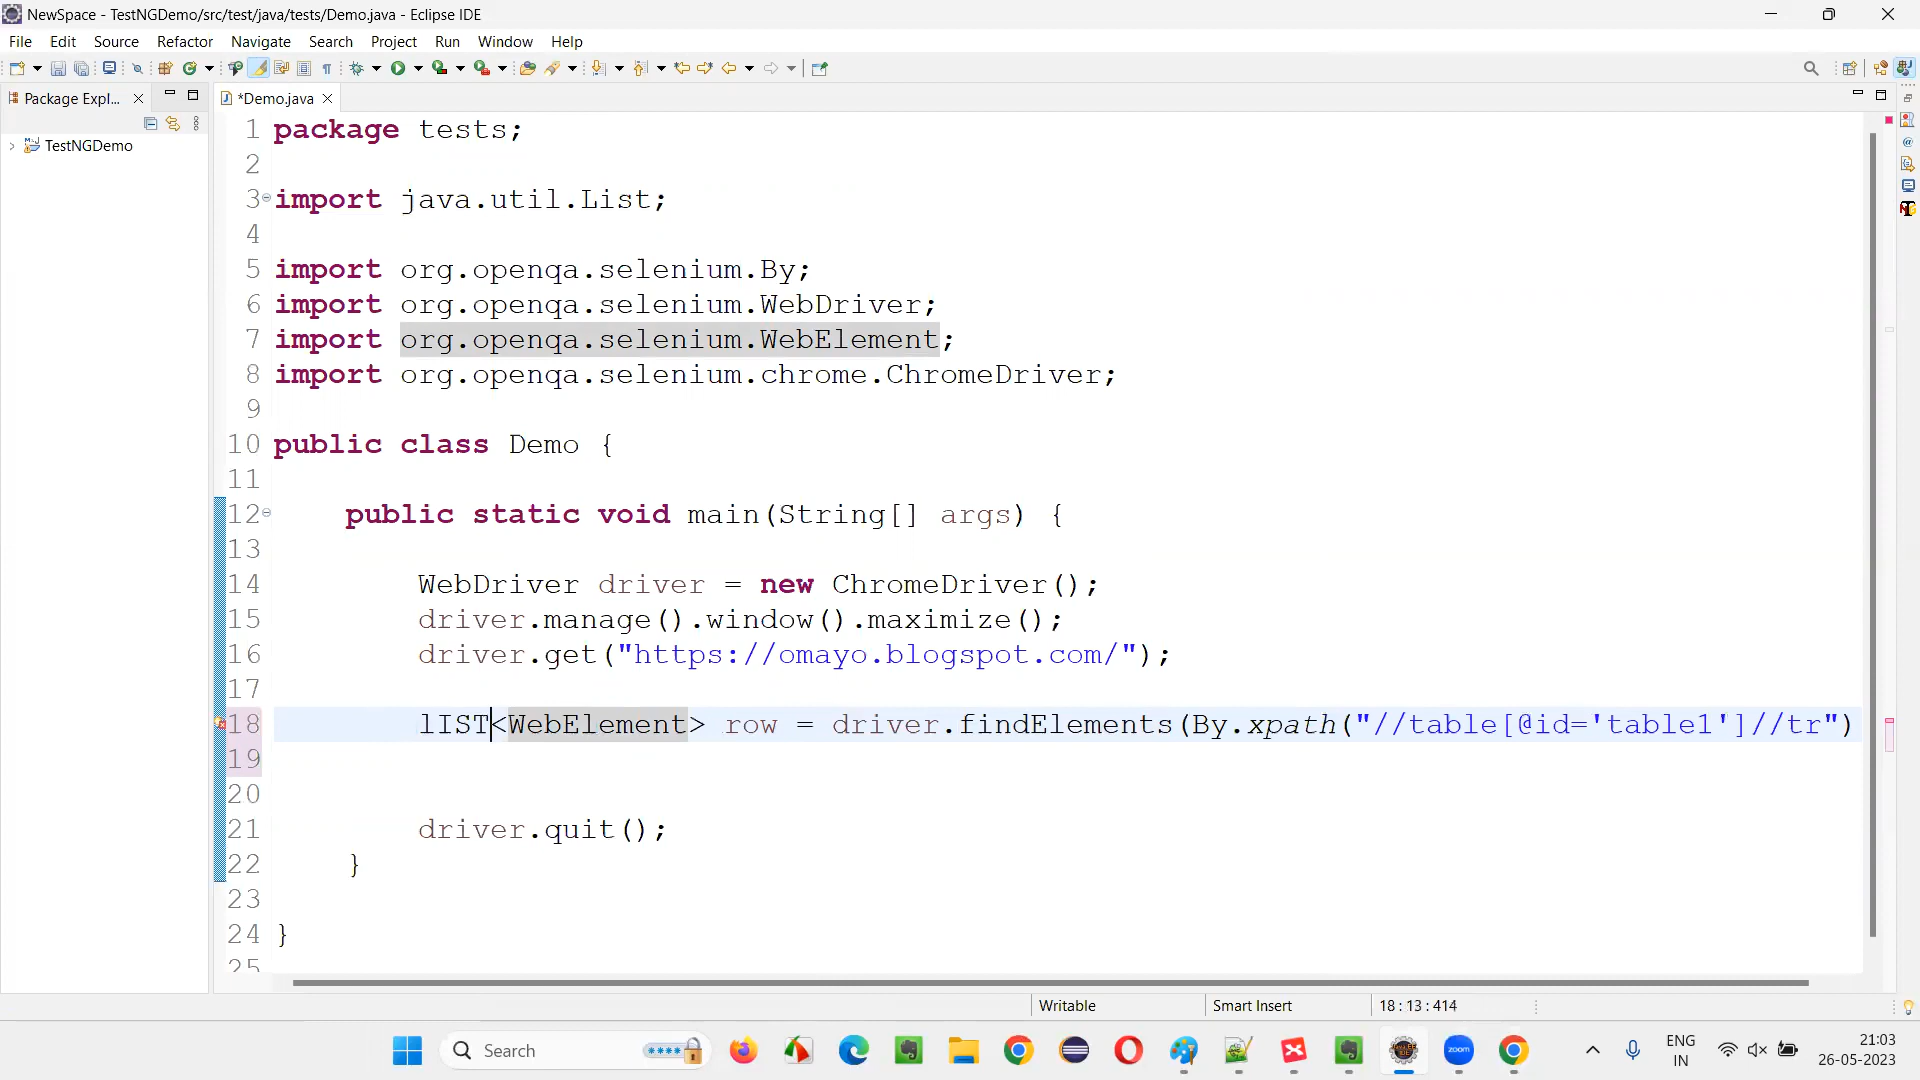 NewSpace - TestNGDemo/src/test/java/tests/Demo.java - Eclipse IDE
File Edit Source Refactor Navigate Search Project Run Window Help
Package Expl...
*Demo.java
TestNGDemo
1 package tests;
2
3 import java.util.List;
4
5 import org.openqa.selenium.By;
6 import org.openqa.selenium.WebDriver;
7 import org.openqa.selenium.WebElement;
8 import org.openqa.selenium.chrome.ChromeDriver;
9
10 public class Demo {
11
12 public static void main(String[] args) {
13
14 WebDriver driver = new ChromeDriver();
15 driver.manage().window().maximize();
16 driver.get("https://omayo.blogspot.com/");
17
18 lIST<WebElement> row = driver.findElements(By.xpath("//table[@id='table1']//tr")
19
20
21 driver.quit();
22 }
23
24 }
25
Writable Smart Insert 18 : 13 : 414
Search
zoom
ENG
IN
21:03
26-05-2023